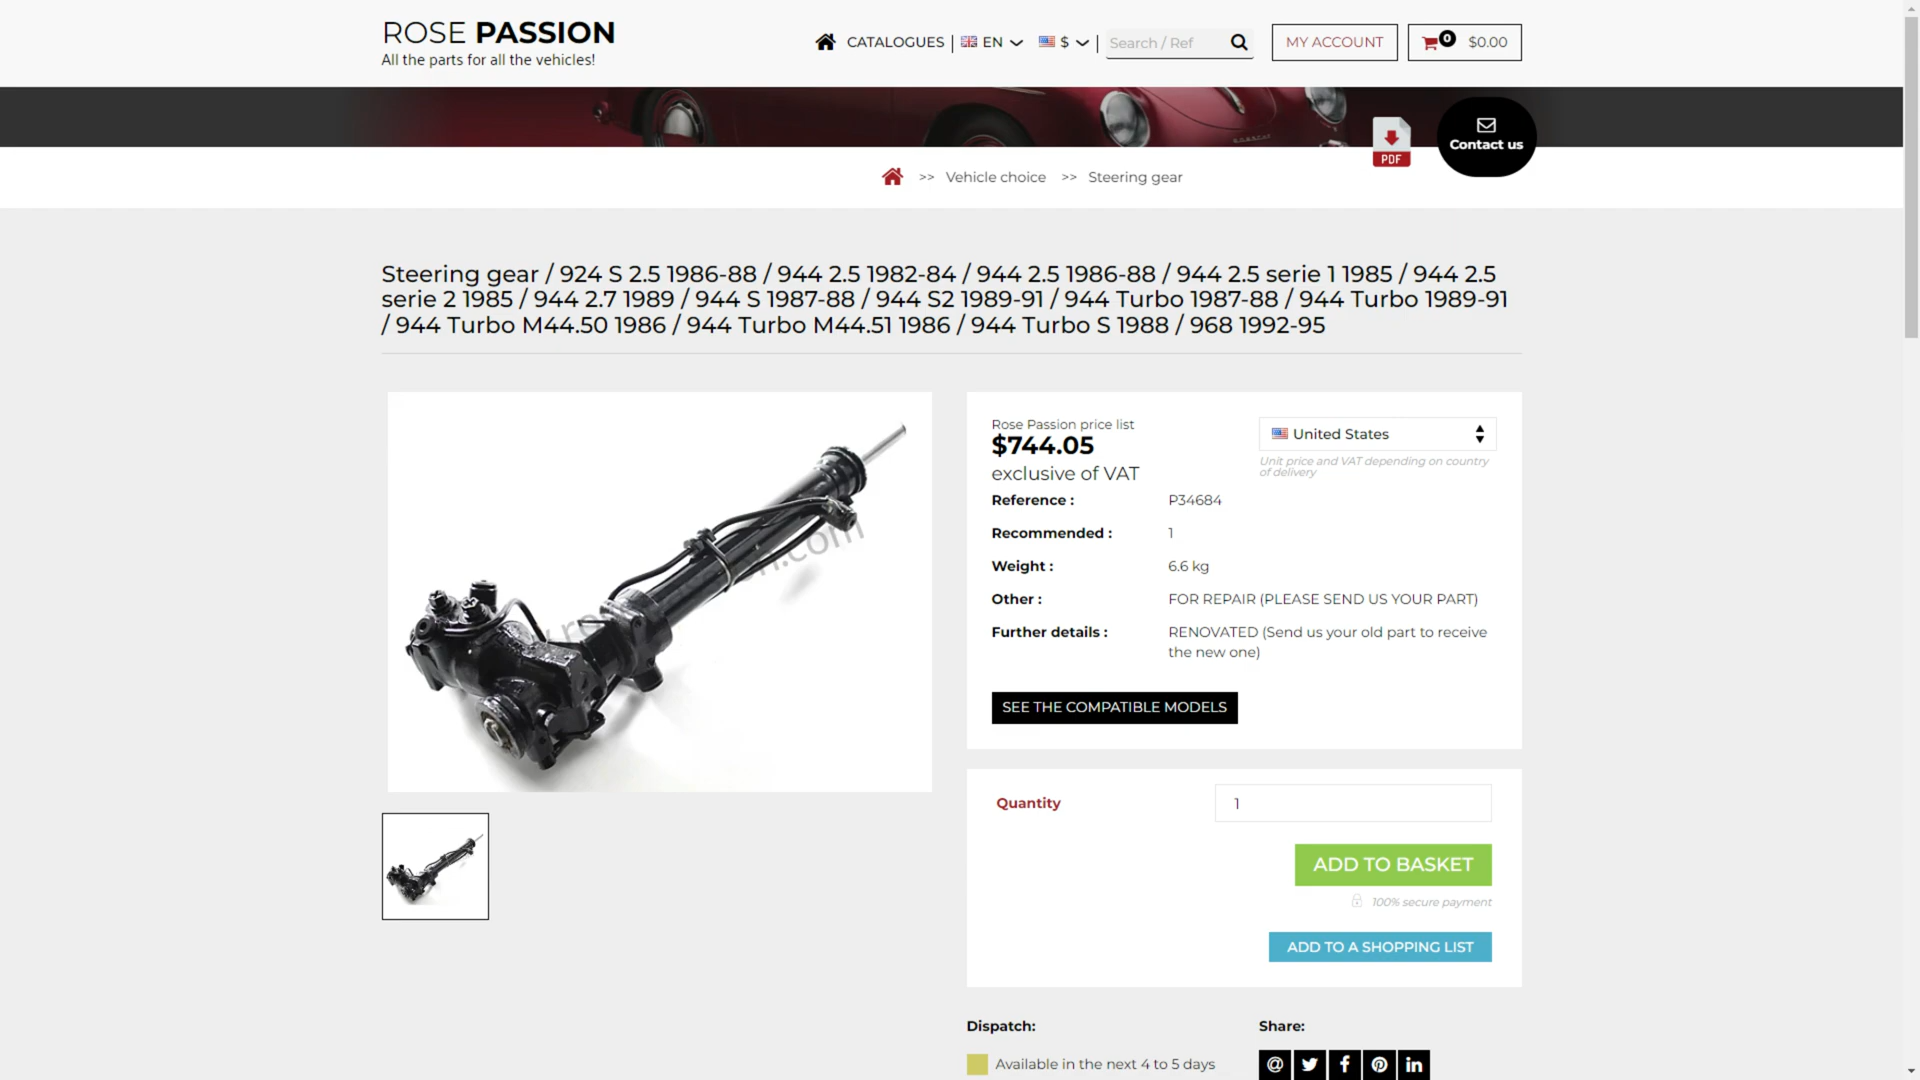 ROSE PASSION
All the parts for all the vehicles!
CATALOGUES | EN $ | Search / Ref
MY ACCOUNT
0 $0.00
PDF
Contact us
>> Vehicle choice >> Steering gear
Steering gear / 924 S 2.5 1986-88 / 944 2.5 1982-84 / 944 2.5 1986-88 / 944 2.5 serie 1 1985 / 944 2.5
serie 2 1985 / 944 2.7 1989 / 944 S 1987-88 / 944 S2 1989-91 / 944 Turbo 1987-88 / 944 Turbo 1989-91
/ 944 Turbo M44.50 1986 / 944 Turbo M44.51 1986 / 944 Turbo S 1988 / 968 1992-95
Rose Passion price list
$744.05
exclusive of VAT
United States
Unit price and VAT depending on country
of delivery
Reference : P34684
Recommended : 1
Weight : 6.6 kg
Other : FOR REPAIR (PLEASE SEND US YOUR PART)
Further details : RENOVATED (Send us your old part to receive
the new one)
SEE THE COMPATIBLE MODELS
Quantity 1
ADD TO BASKET
100% secure payment
ADD TO A SHOPPING LIST
Dispatch:
Available in the next 4 to 5 days
Share: